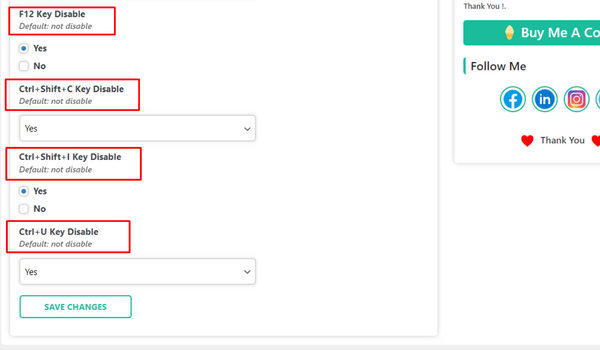 F12 Key Disable
Default: not disable
Yes
No
Ctrl+Shift+C Key Disable
Default: not disable
Yes
Ctrl+Shift+I Key Disable
Default: not disable
Yes
No
Ctrl+U Key Disable
Default: not disable
Yes
SAVE CHANGES
Thank You !.
Buy Me A Co
Follow Me
Thank You